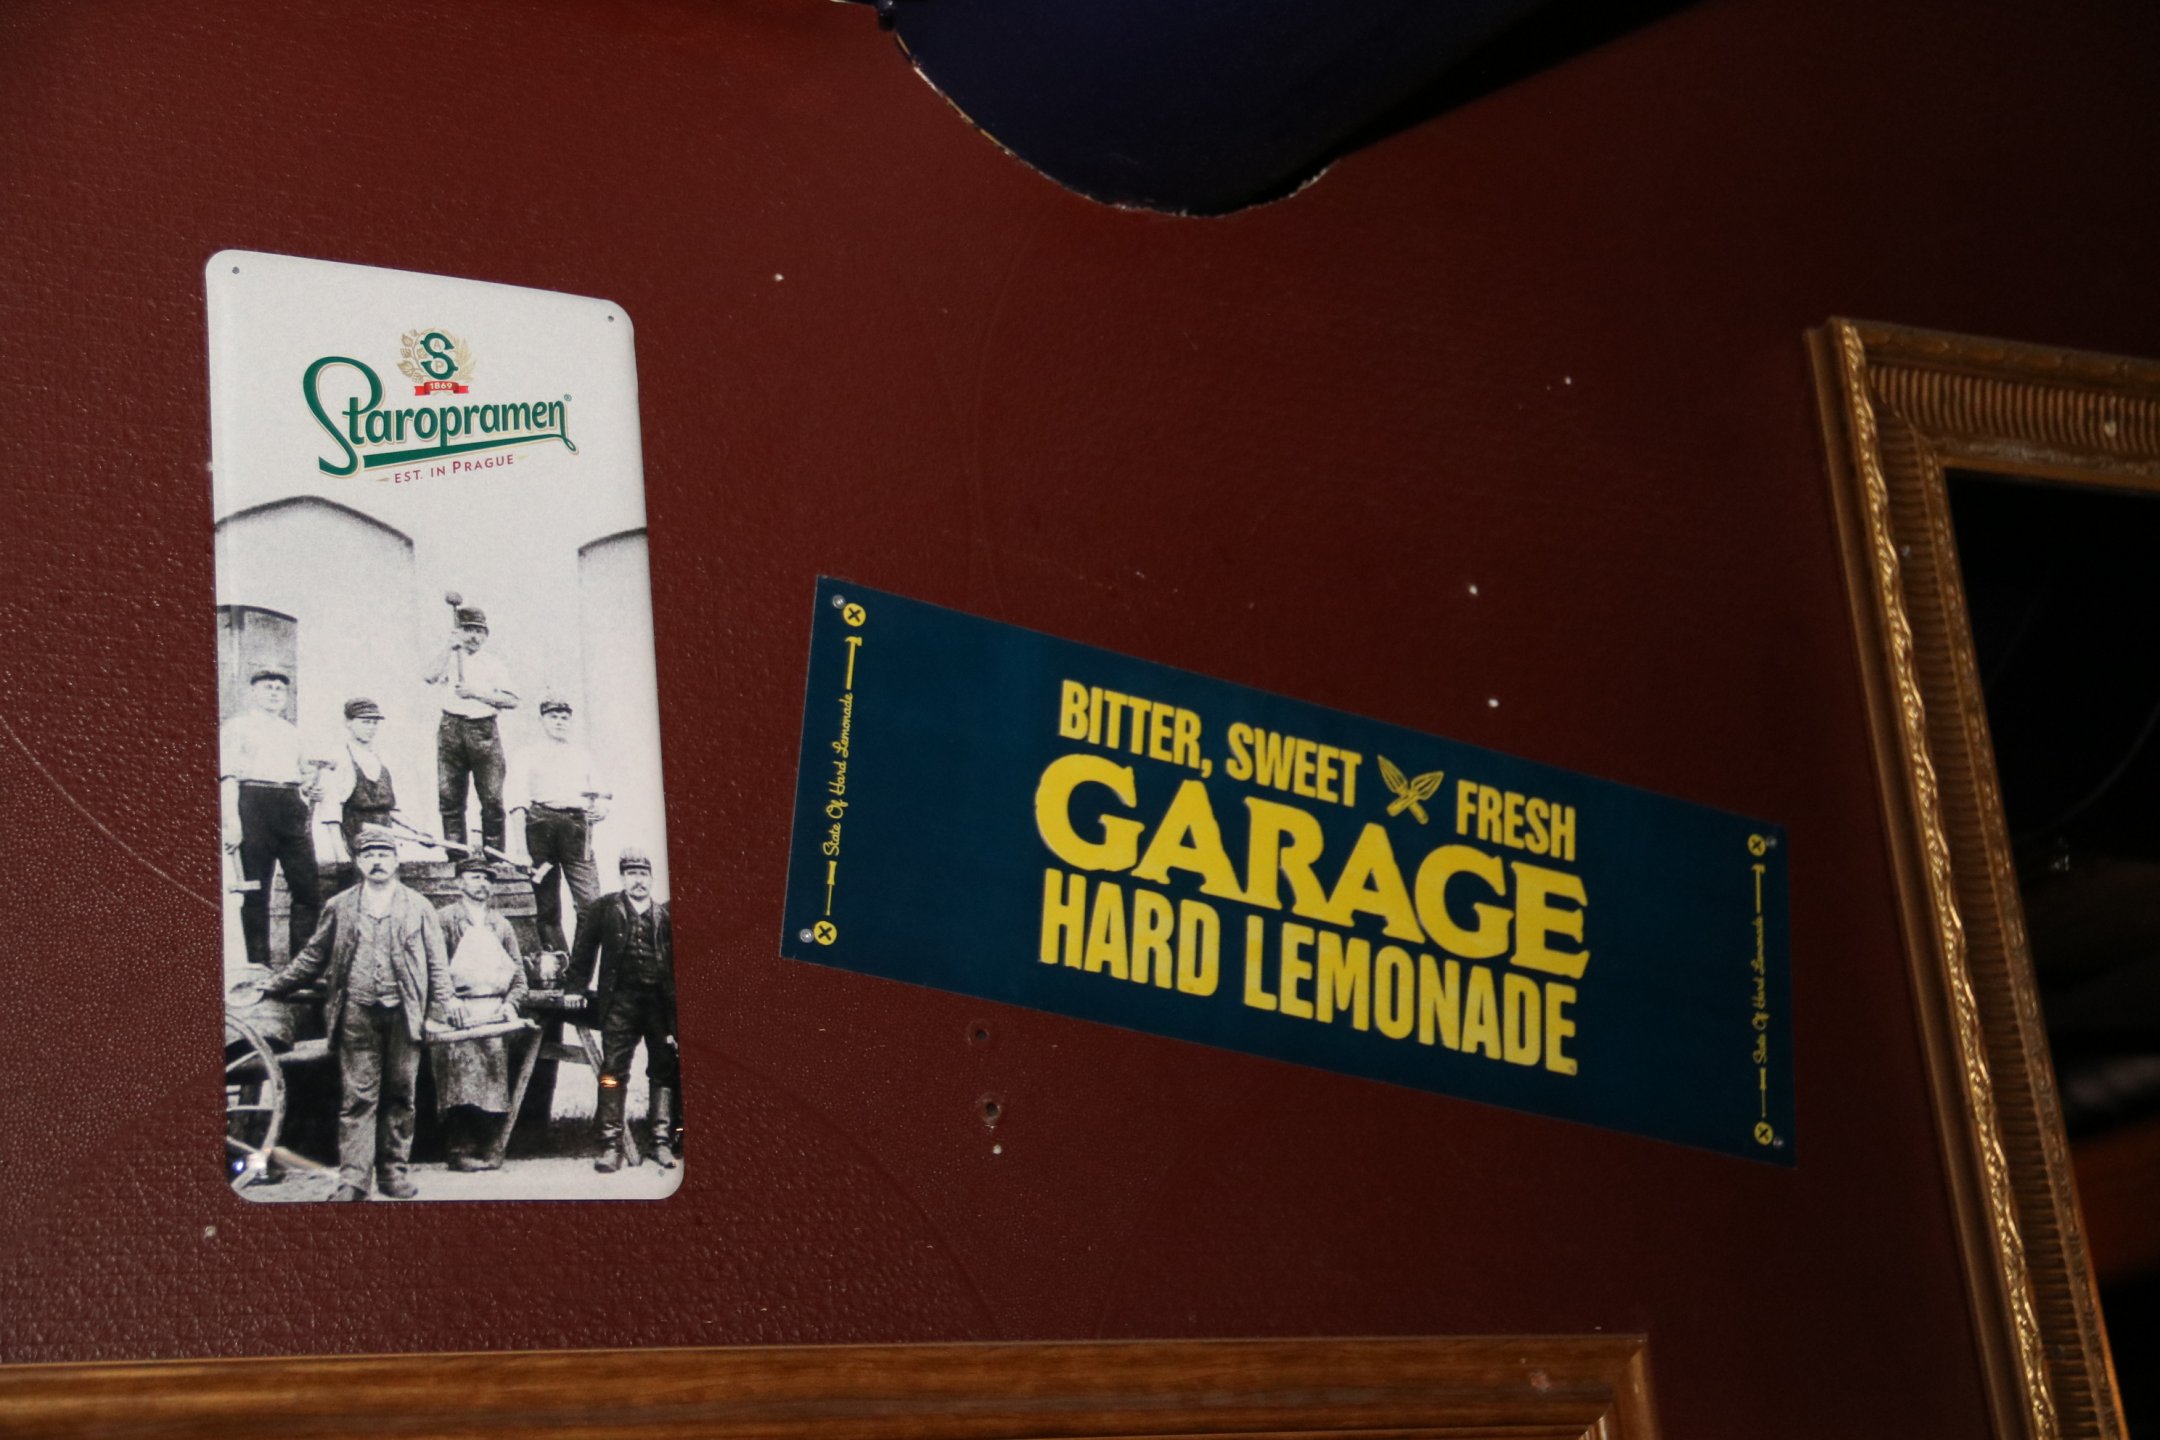 S
1869
Staropramen®
EST. IN PRAGUE
BITTER, SWEET FRESH
GARAGE
HARD LEMONADE
State Of Hard Lemonade
State Of Hard Lemonade